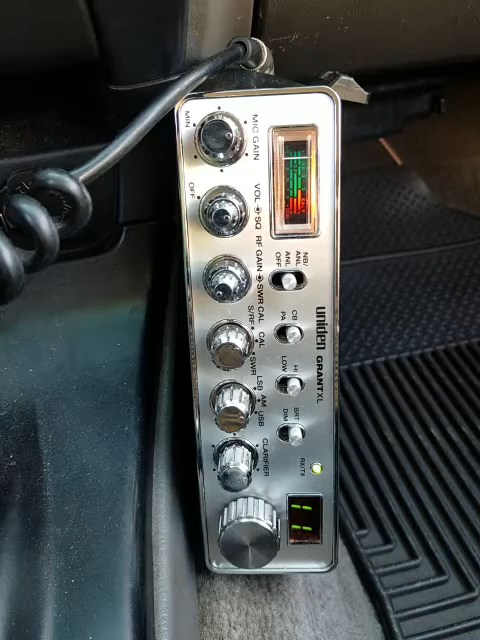 MIN
MIC GAIN
OFF
VOL
SQ
RF GAIN
SWR CAL
S/RF
CAL
SWR
LSB
AM
USB
CLARIFIER
NB/
ANL
ANL
OFF
CB
PA
uniden GRANT XL
HI
LOW
BRT
DIM
RX/TX
11